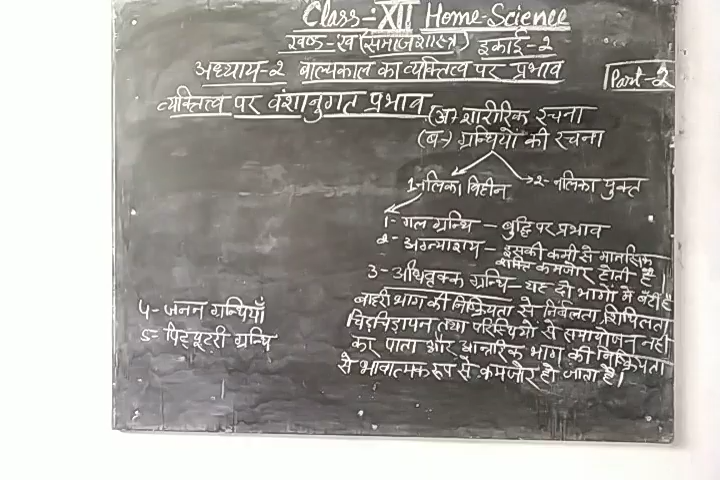 Class:- XII Home-Science
खण्ड-ख (समाजशास्त्र) इकाई-2
अध्याय-2 बाल्यकाल का व्यक्तित्व पर प्रभाव
Part-2
व्यक्तित्व पर वंशानुगत प्रभाव
(अ) शारीरिक रचना
(ब) ग्रन्थियों की रचना
1- नलिका विहीन
2- नलिका युक्त
1- गल ग्रन्थि - बुद्धि पर प्रभाव
2- अग्न्याशय - इसकी कमी से मानसिक
शक्ति कमजोर होती है।
3- अधिवृक्क ग्रन्थि - यह दो भागों में बंटी है
बाहरी भाग की निष्क्रियता से निर्बलता, शिथिलता
चिड़चिड़ापन तथा परिस्थिओं से समायोजन नहीं
कर पाता और आन्तरिक भाग की निष्क्रियता
से भावात्मक रूप से कमजोर हो जाता है।
4- जनन ग्रन्थियाँ
5- पिट्यूटरी ग्रन्थि